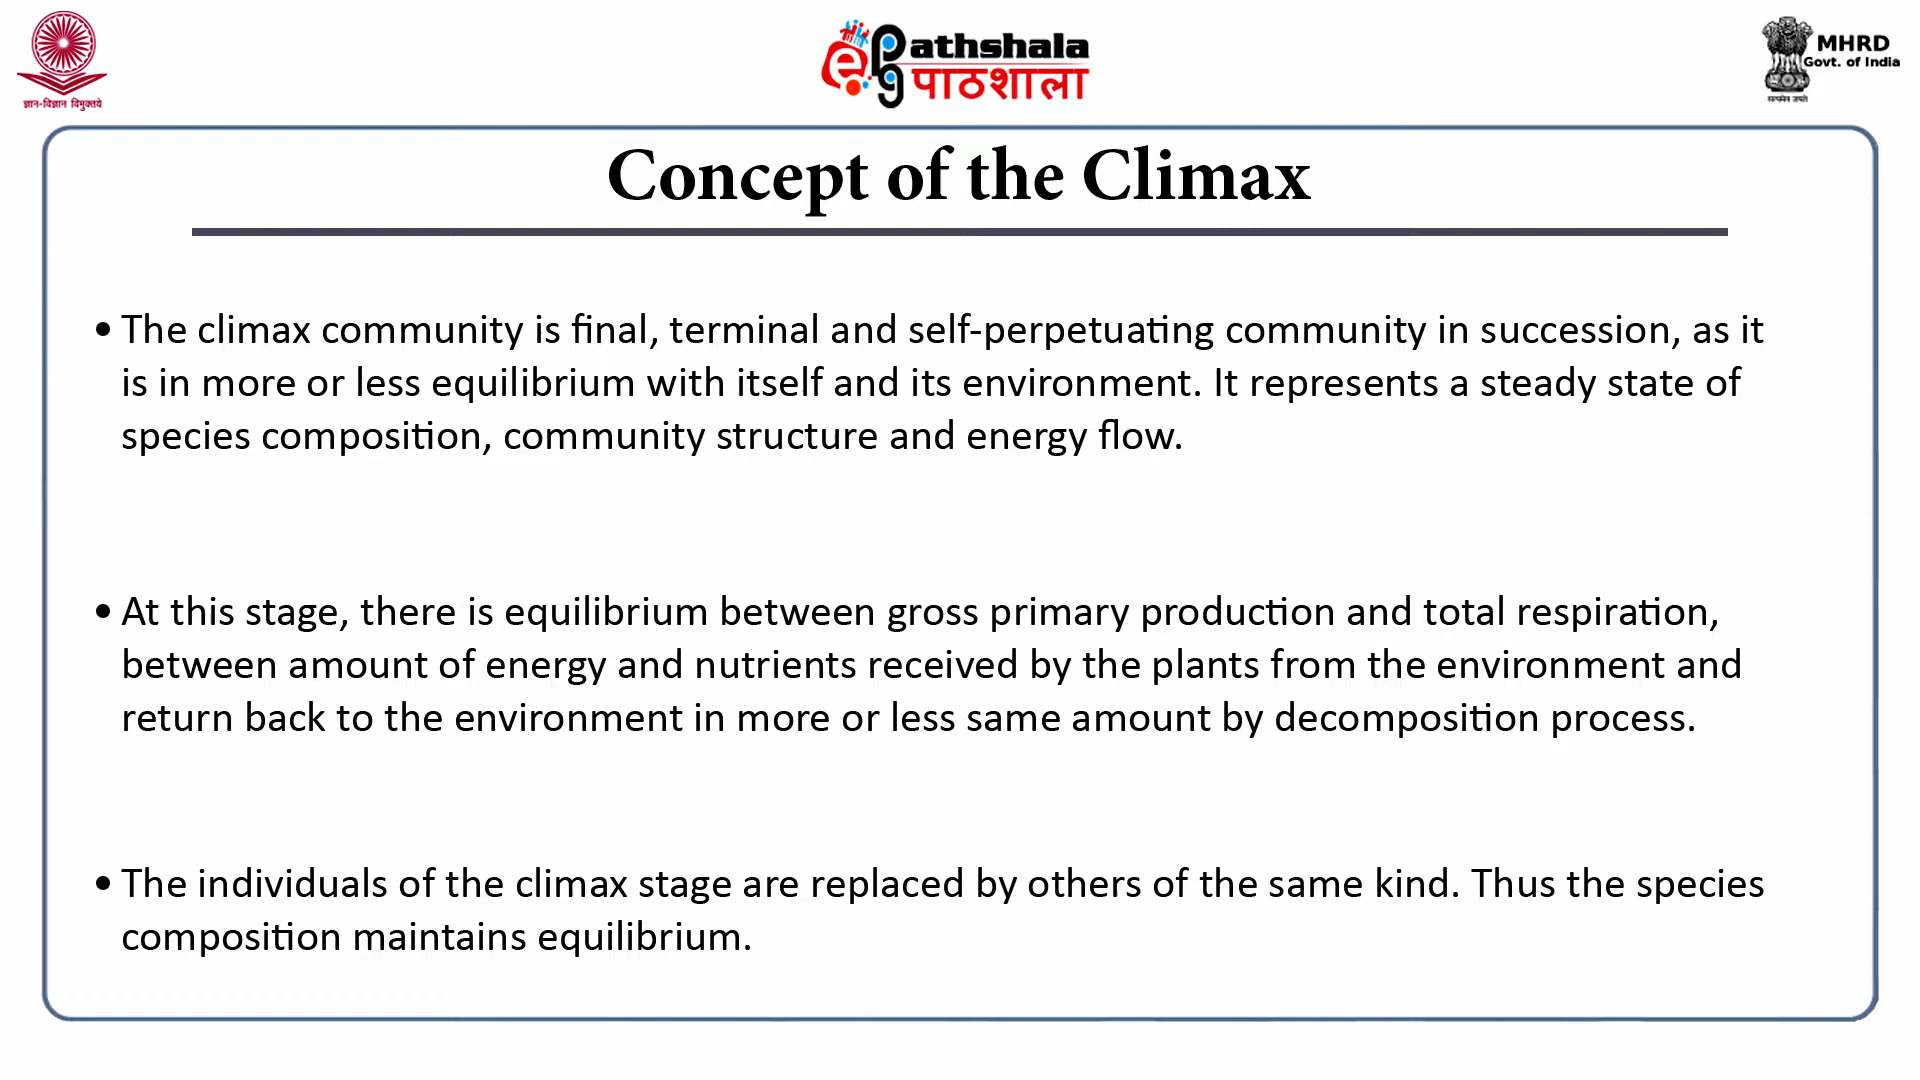 ज्ञान-विज्ञान विमुक्तये
e Pg athshala
पाठशाला
MHRD
Govt. of India
सत्यमेव जयते
Concept of the Climax
• The climax community is final, terminal and self-perpetuating community in succession, as it
is in more or less equilibrium with itself and its environment. It represents a steady state of
species composition, community structure and energy flow.
• At this stage, there is equilibrium between gross primary production and total respiration,
between amount of energy and nutrients received by the plants from the environment and
return back to the environment in more or less same amount by decomposition process.
• The individuals of the climax stage are replaced by others of the same kind. Thus the species
composition maintains equilibrium.